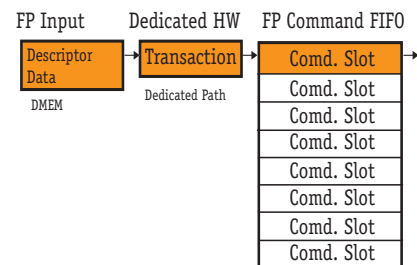 FP Input
Dedicated HW
FP Command FIFO
Descriptor
Data
DMEM
Transaction
Dedicated Path
Comd. Slot
Comd. Slot
Comd. Slot
Comd. Slot
Comd. Slot
Comd. Slot
Comd. Slot
Comd. Slot